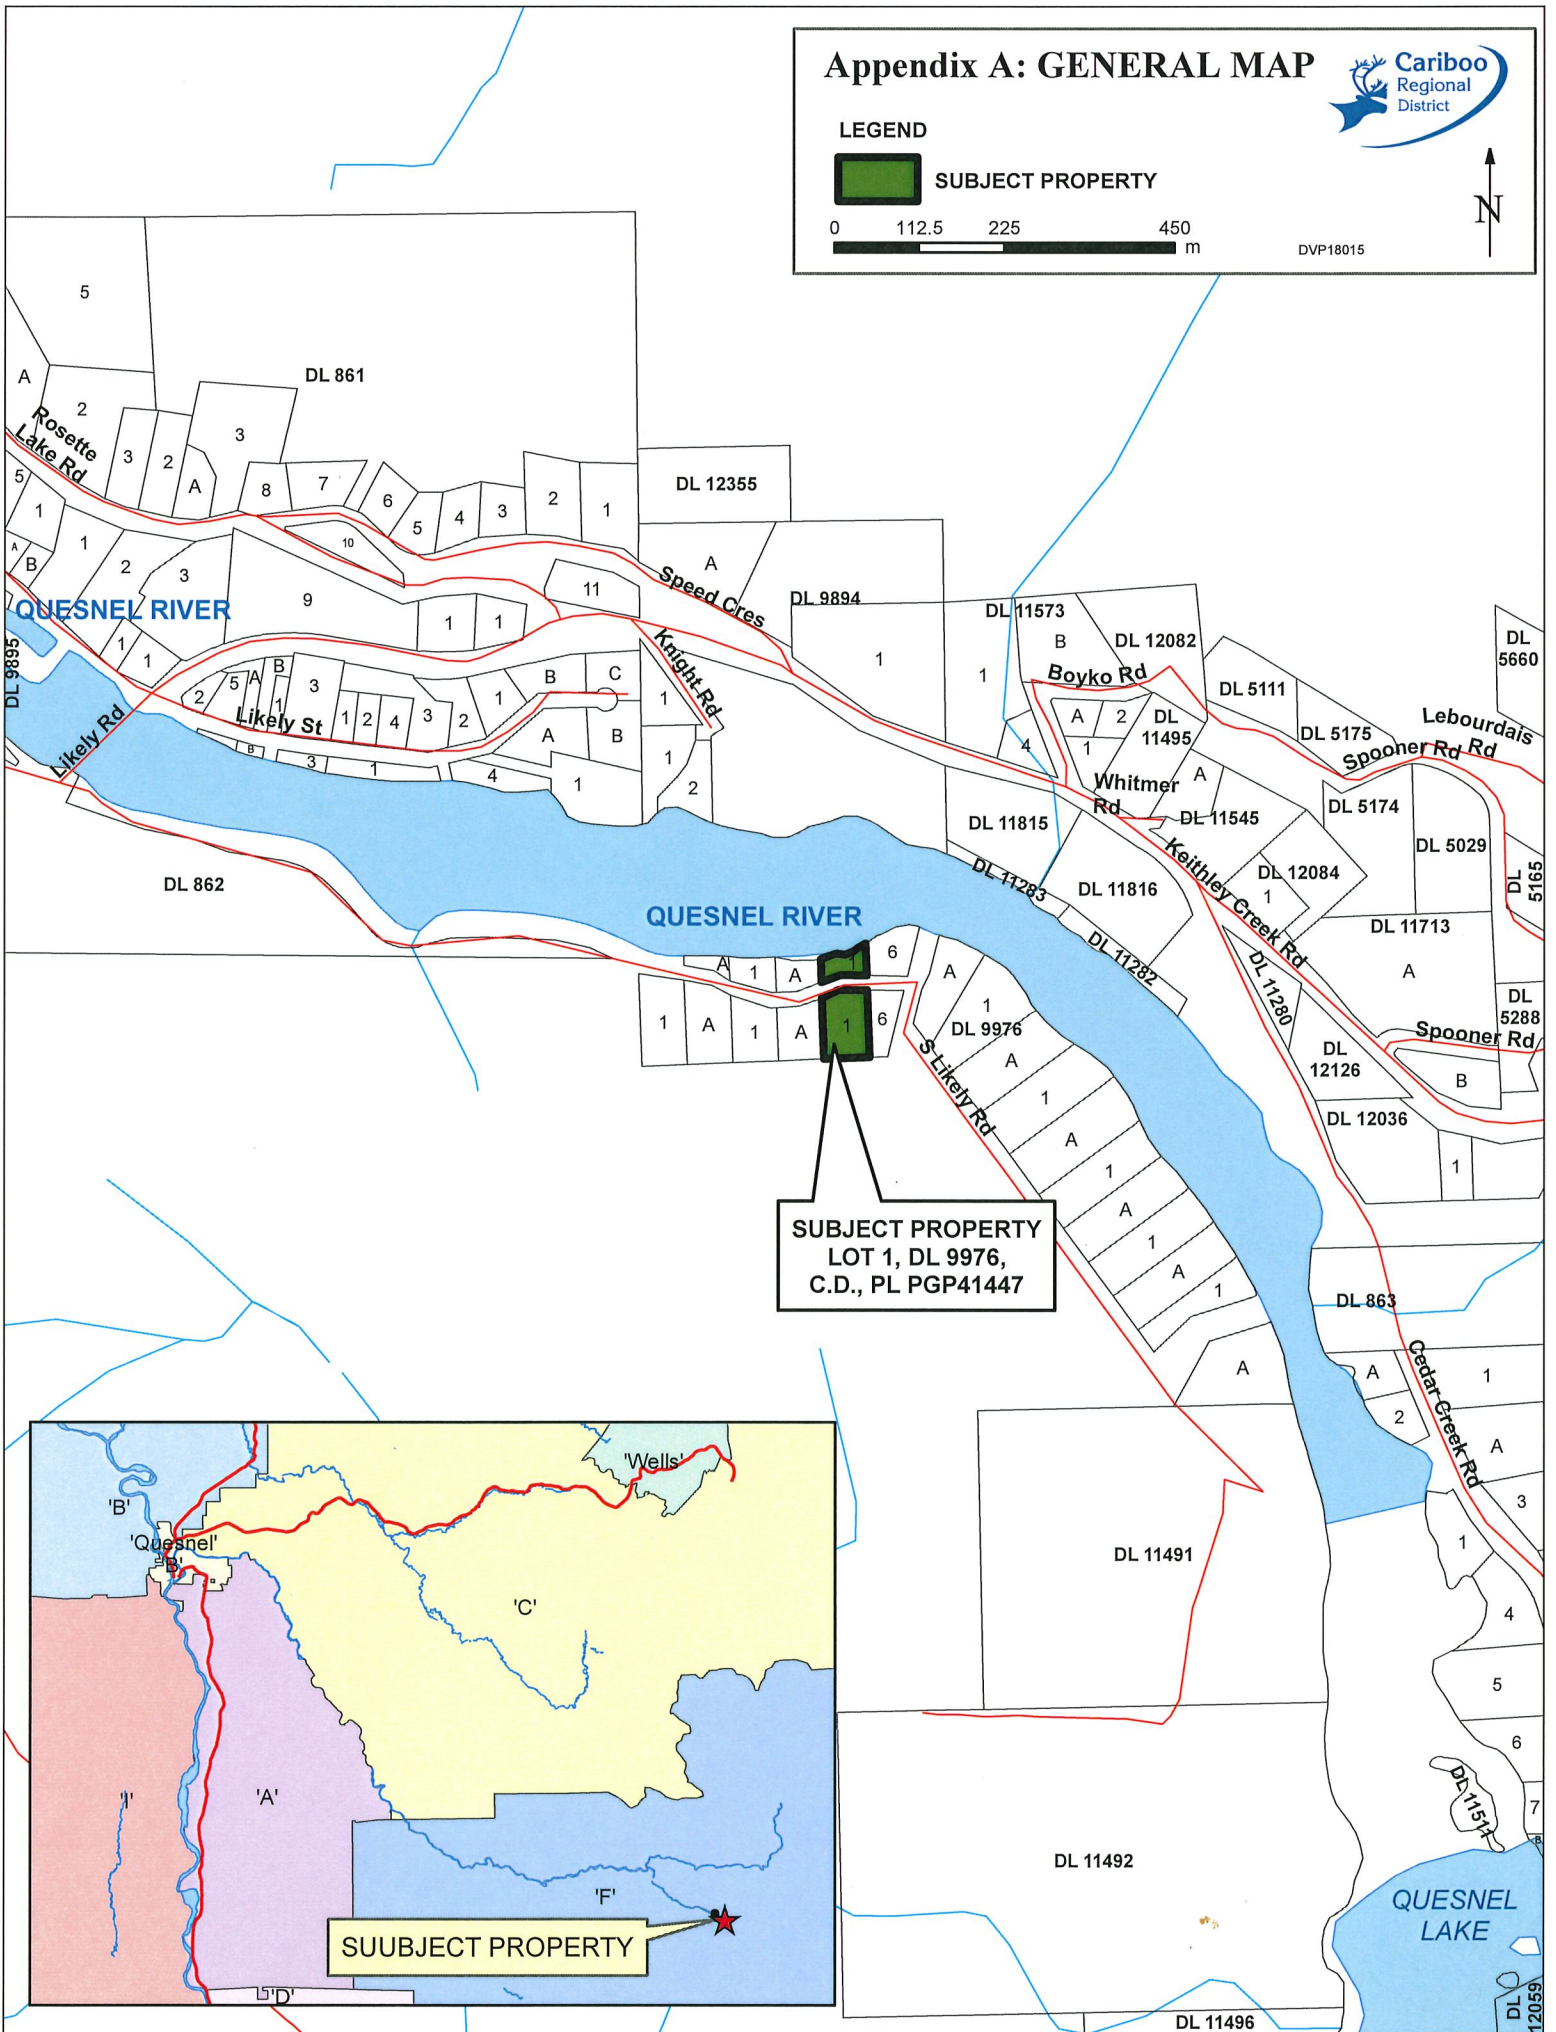 Appendix A: GENERAL MAP
Cariboo
Regional
District
LEGEND
SUBJECT PROPERTY
0 112.5 225 450
m
DVP18015
N
5
DL 861
A
2
3
Rosette
Lake Rd
3
2
A
8
7
6
5
4
3
2
1
DL 12355
5
1
A
B
1
2
3
10
9
11
1
1
A
Speed Cres
DL 9894
1
QUESNEL RIVER
DL 9895
1
1
2
5
A
B
1
3
1
2
4
3
2
1
B
C
A
B
Likely St
Likely Rd
B
3
1
4
1
Knight Rd
1
1
2
DL 11573
1
B
DL 12082
Boyko Rd
4
A
2
1
DL
11495
A
Whitmer
Rd
DL 11545
DL 5111
DL 5175
DL
5660
Lebourdais
Rd
Spooner Rd
DL 5174
DL 5029
DL
5165
DL 12084
1
DL 11815
DL 11816
DL 11283
DL 11282
Keithley Creek Rd
DL 11713
A
DL 11280
DL
5288
Spooner Rd
DL
12126
B
DL 12036
1
DL 862
QUESNEL RIVER
A
1
A
1
6
1
A
1
A
1
6
A
1
DL 9976
S Likely Rd
A
1
A
1
A
1
A
1
A
SUBJECT PROPERTY
LOT 1, DL 9976,
C.D., PL PGP41447
DL 863
A
2
Cedar Creek Rd
1
A
3
1
4
5
6
7
B
DL 11491
DL 11511
DL 11492
QUESNEL
LAKE
DL
12059
DL 11496
'Wells'
'B'
'Quesnel'
B'
'C'
'I'
'A'
'F'
SUUBJECT PROPERTY
'D'